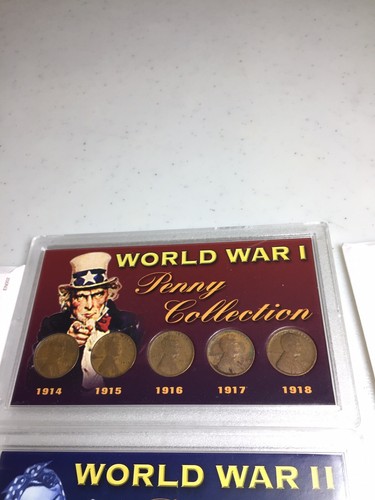 WORLD WAR I
Penny
Collection
1914 1915 1916 1917 1918
WORLD WAR II